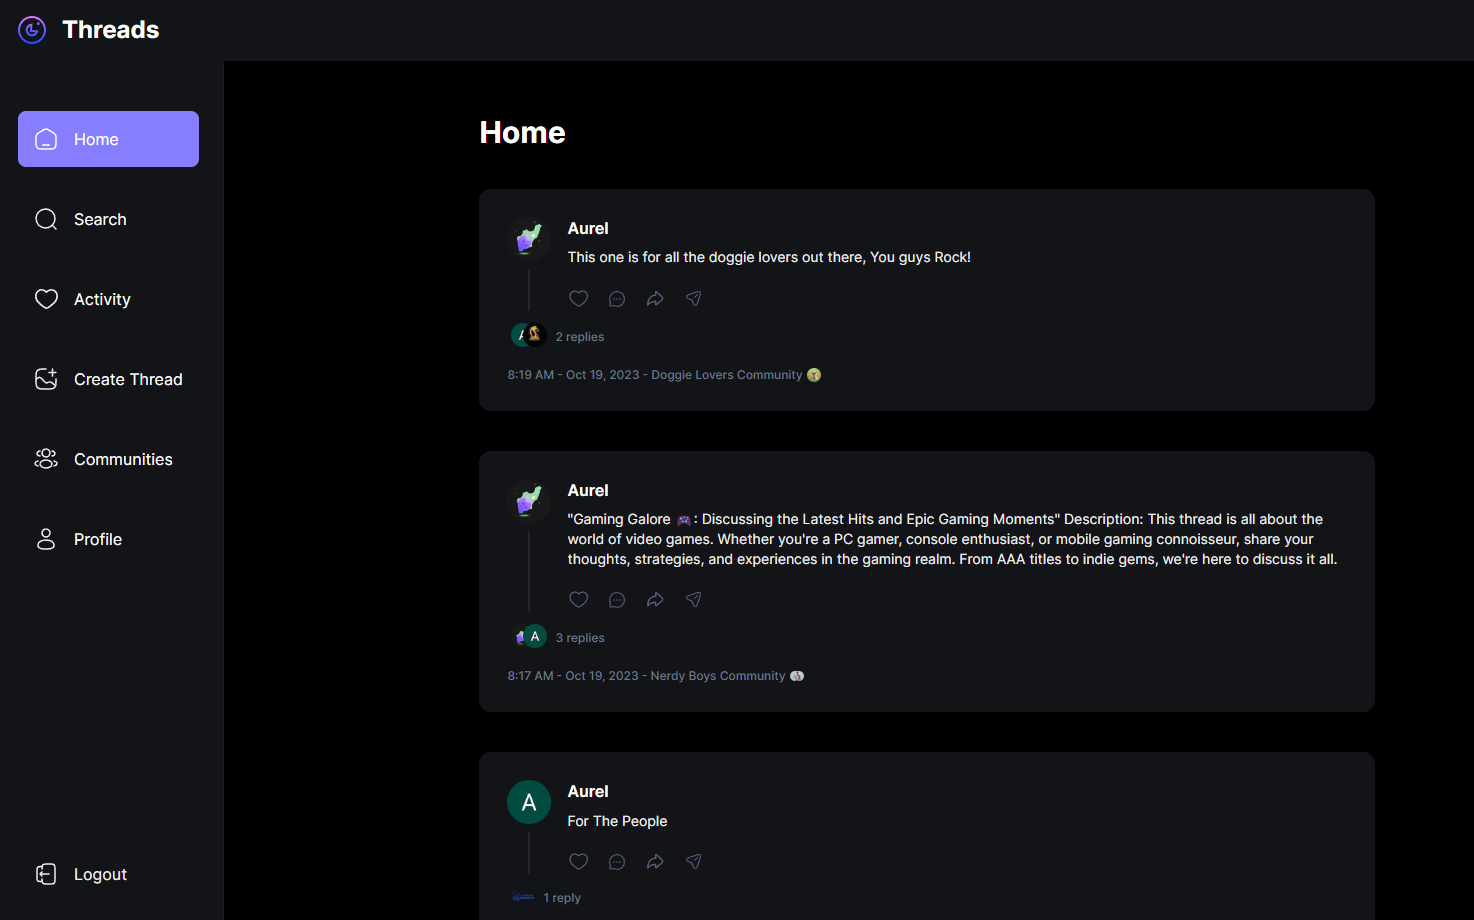 Threads
Home
Search
Activity
Create Thread
Communities
Profile
Logout
Home
Aurel
This one is for all the doggie lovers out there, You guys Rock!
A
2 replies
8:19 AM - Oct 19, 2023 - Doggie Lovers Community
Aurel
"Gaming Galore 🎮: Discussing the Latest Hits and Epic Gaming Moments" Description: This thread is all about the
world of video games. Whether you're a PC gamer, console enthusiast, or mobile gaming connoisseur, share your
thoughts, strategies, and experiences in the gaming realm. From AAA titles to indie gems, we're here to discuss it all.
A
3 replies
8:17 AM - Oct 19, 2023 - Nerdy Boys Community
A
Aurel
For The People
1 reply